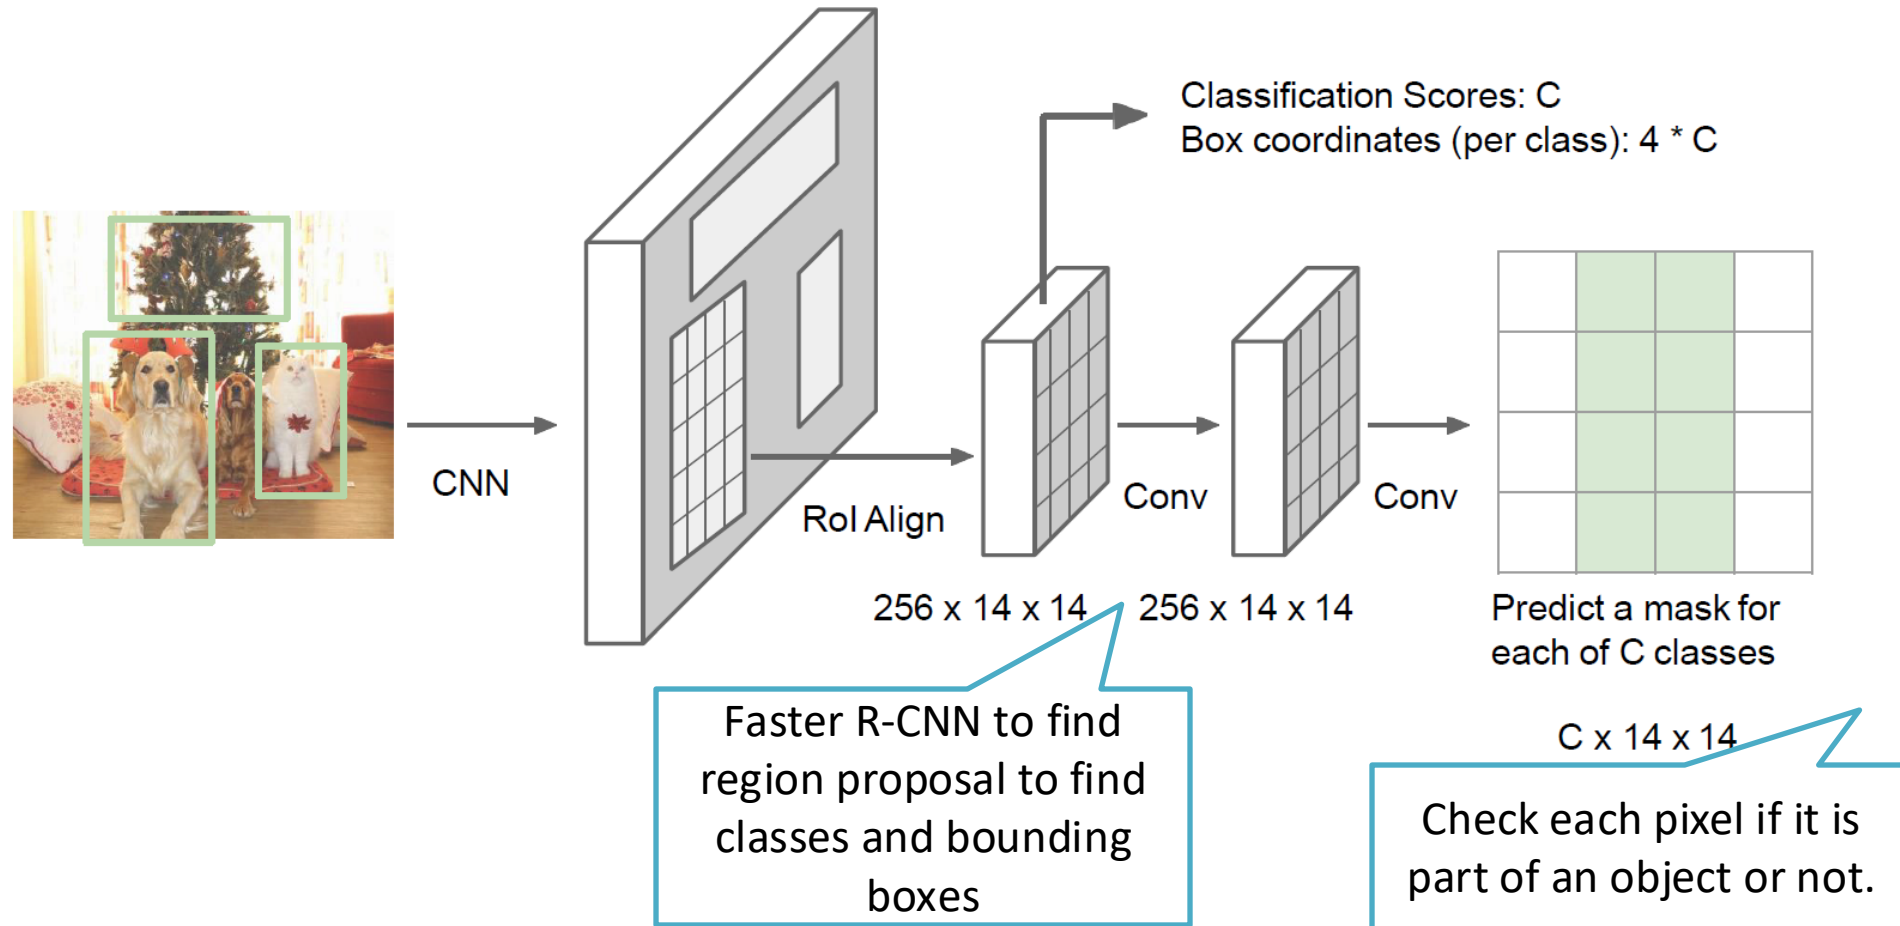 Classification Scores: C
Box coordinates (per class): 4 * C
CNN
RoI Align
Conv
Conv
256 x 14 x 14
256 x 14 x 14
Predict a mask for
each of C classes
C x 14 x 14
Faster R-CNN to find
region proposal to find
classes and bounding
boxes
Check each pixel if it is
part of an object or not.